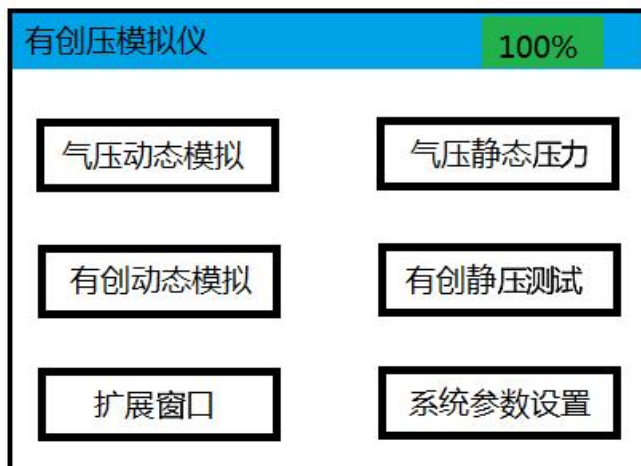 有创压模拟仪 100%
气压动态模拟 气压静态压力
有创动态模拟 有创静压测试
扩展窗口 系统参数设置